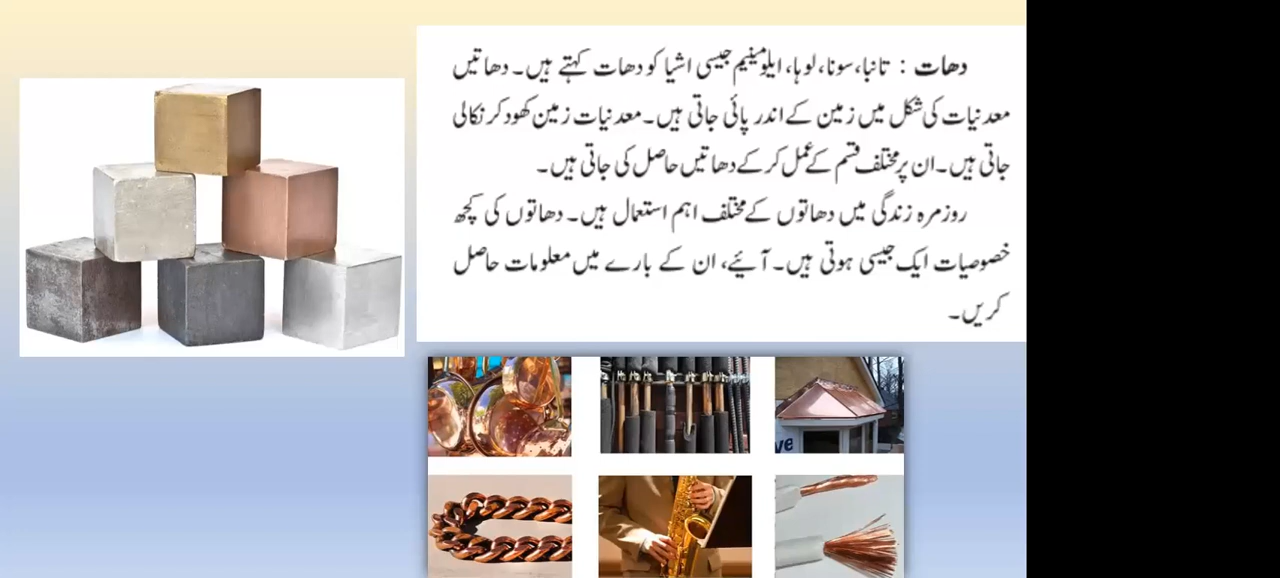 دھات : تانبا، سونا، لوہا، ایلومینیم جیسی اشیا کو دھات کہتے ہیں۔ دھاتیں
معدنیات کی شکل میں زمین کے اندر پائی جاتی ہیں۔ معدنیات زمین کھود کر نکالی
جاتی ہیں۔ ان پر مختلف قسم کے عمل کر کے دھاتیں حاصل کی جاتی ہیں۔
روزمرہ زندگی میں دھاتوں کے مختلف اہم استعمال ہیں۔ دھاتوں کی کچھ
خصوصیات ایک جیسی ہوتی ہیں۔ آئیے، ان کے بارے میں معلومات حاصل
کریں۔
ve